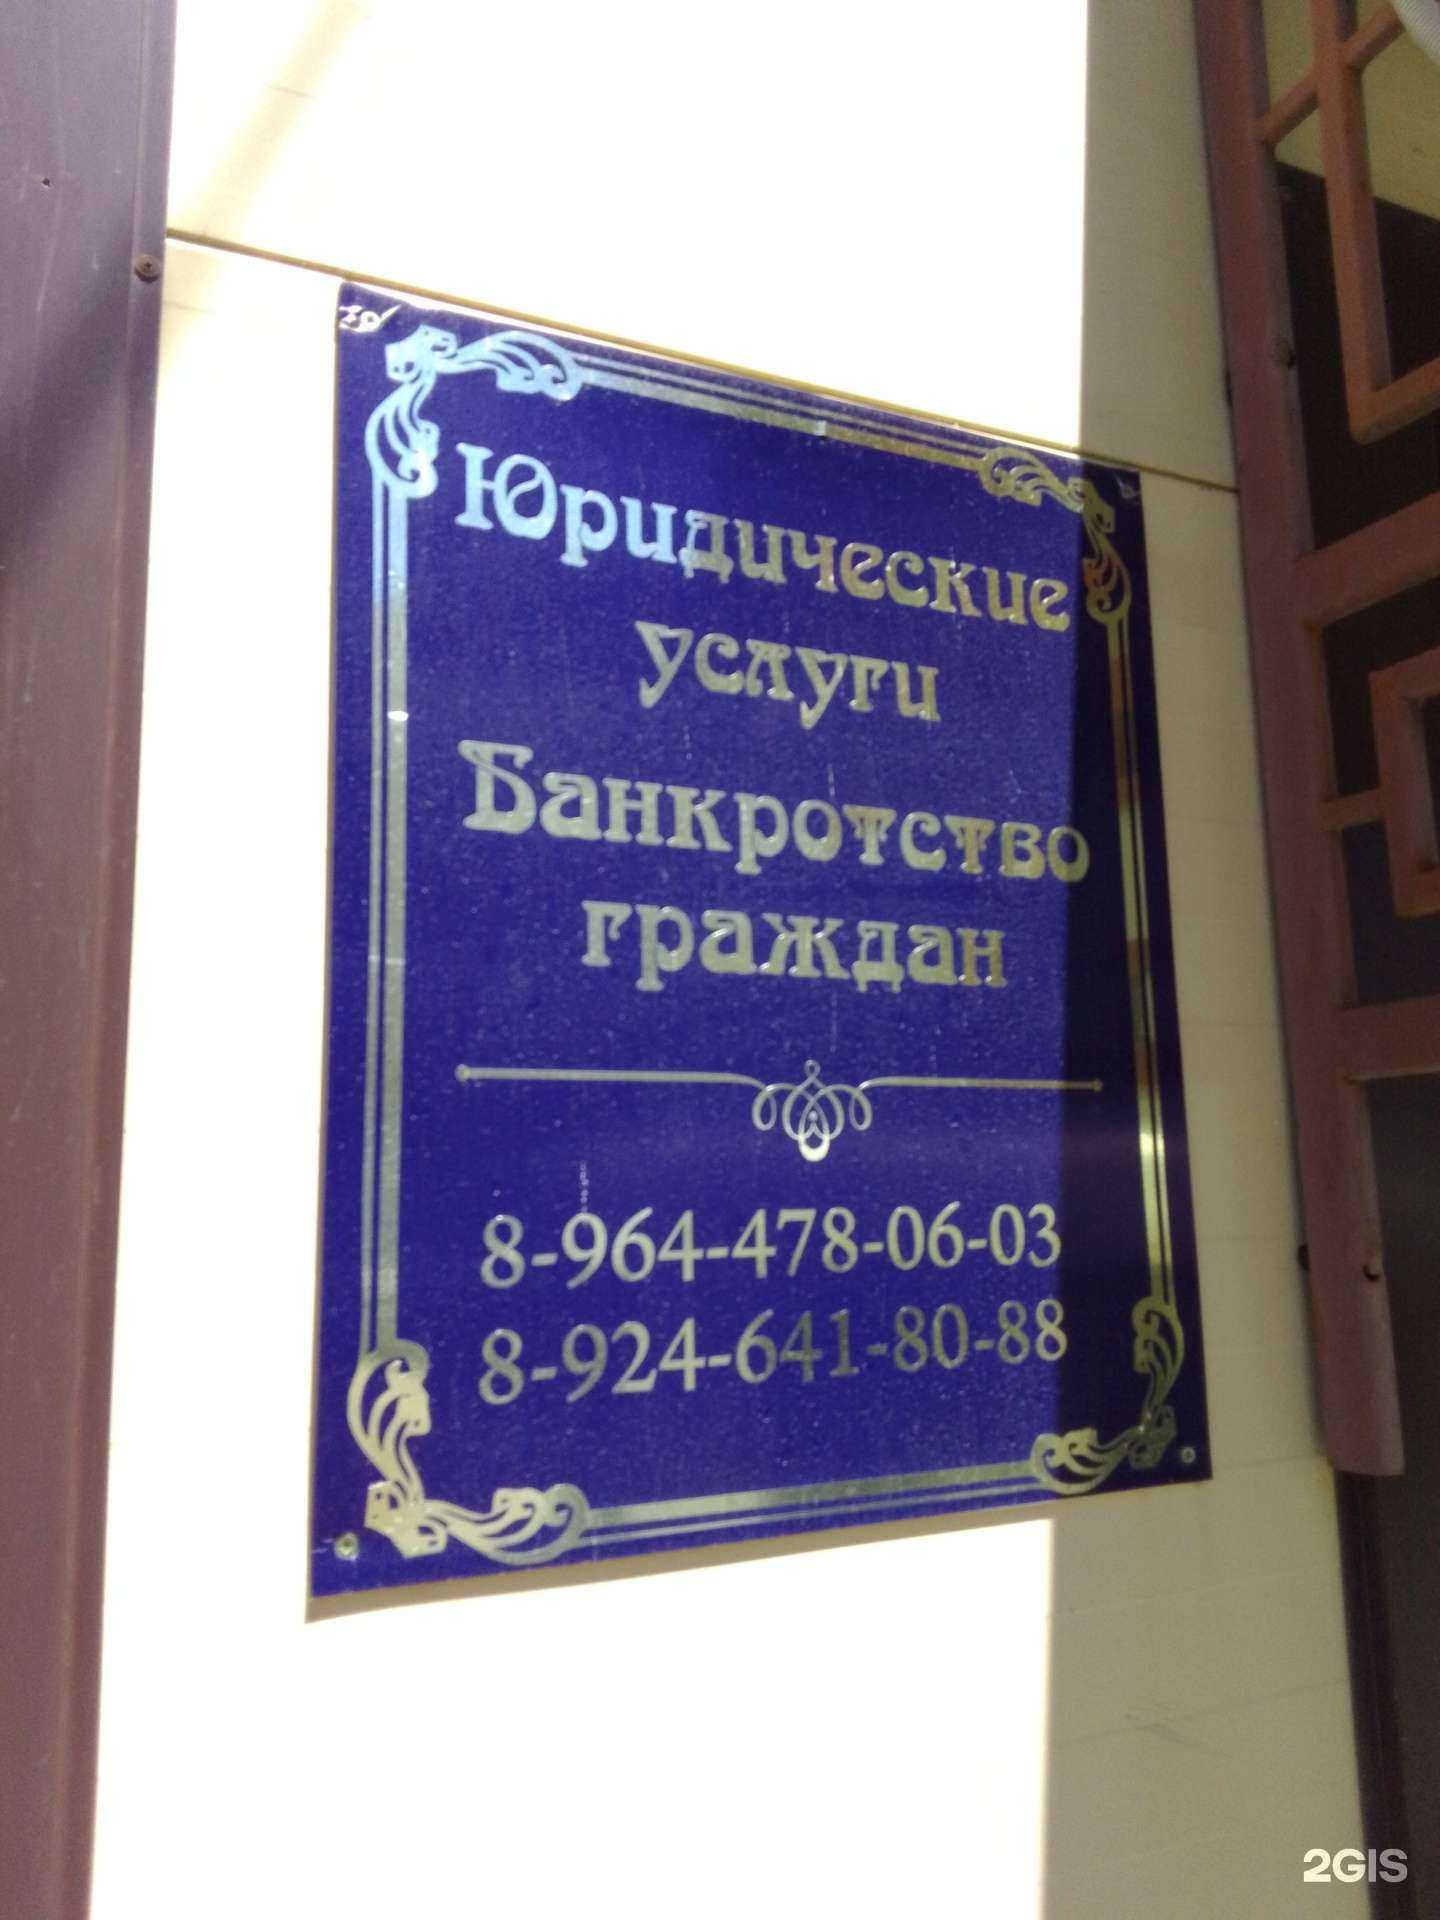 Юридические
услуги
Банкротство
граждан
8-964-478-06-03
8-924-641-80-88
2GIS